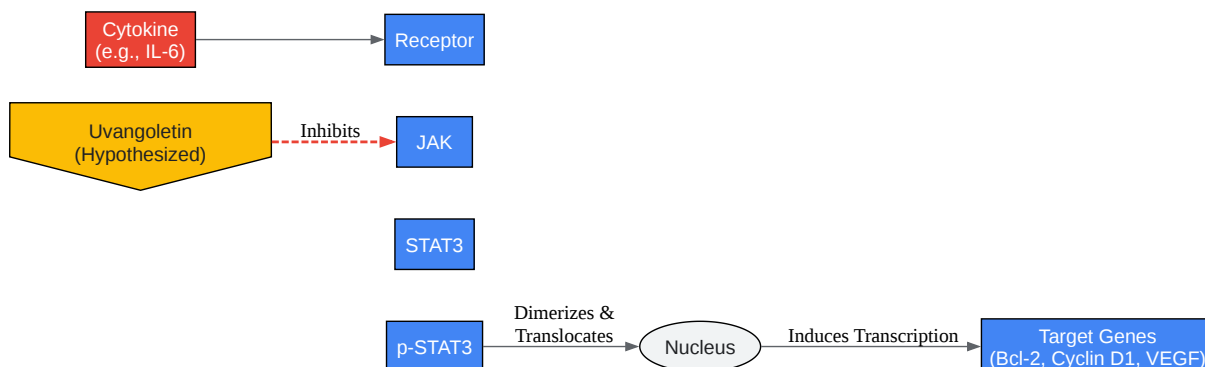 Cytokine
(e.g., IL-6)
Receptor
Uvangoletin
(Hypothesized)
Inhibits
JAK
STAT3
p-STAT3
Dimerizes &
Translocates
Nucleus
Induces Transcription
Target Genes
(Bcl-2, Cyclin D1, VEGF)